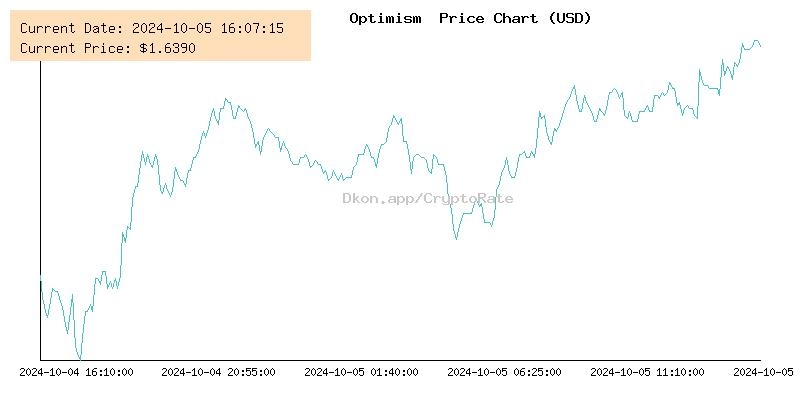 Optimism  Price Chart (USD)
Current Date: 2024-10-05 16:07:15
Current Price: $1.6390
Dkon.app/CryptoRate
2024-10-04 16:10:00 2024-10-04 20:55:00 2024-10-05 01:40:00 2024-10-05 06:25:00 2024-10-05 11:10:00 2024-10-05